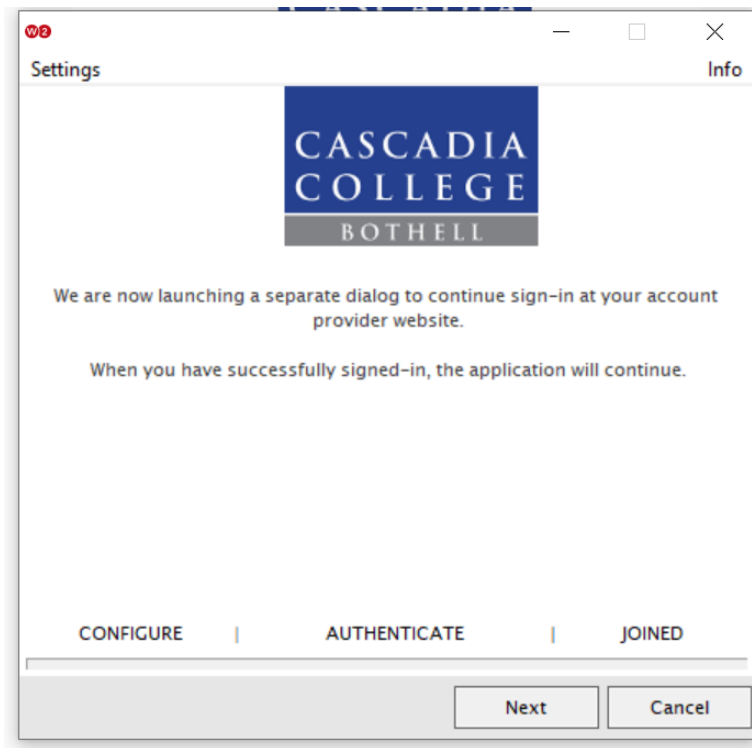 W2
Settings
Info
CASCADIA
COLLEGE
BOTHELL
We are now launching a separate dialog to continue sign-in at your account
provider website.
When you have successfully signed-in, the application will continue.
CONFIGURE | AUTHENTICATE | JOINED
Next
Cancel